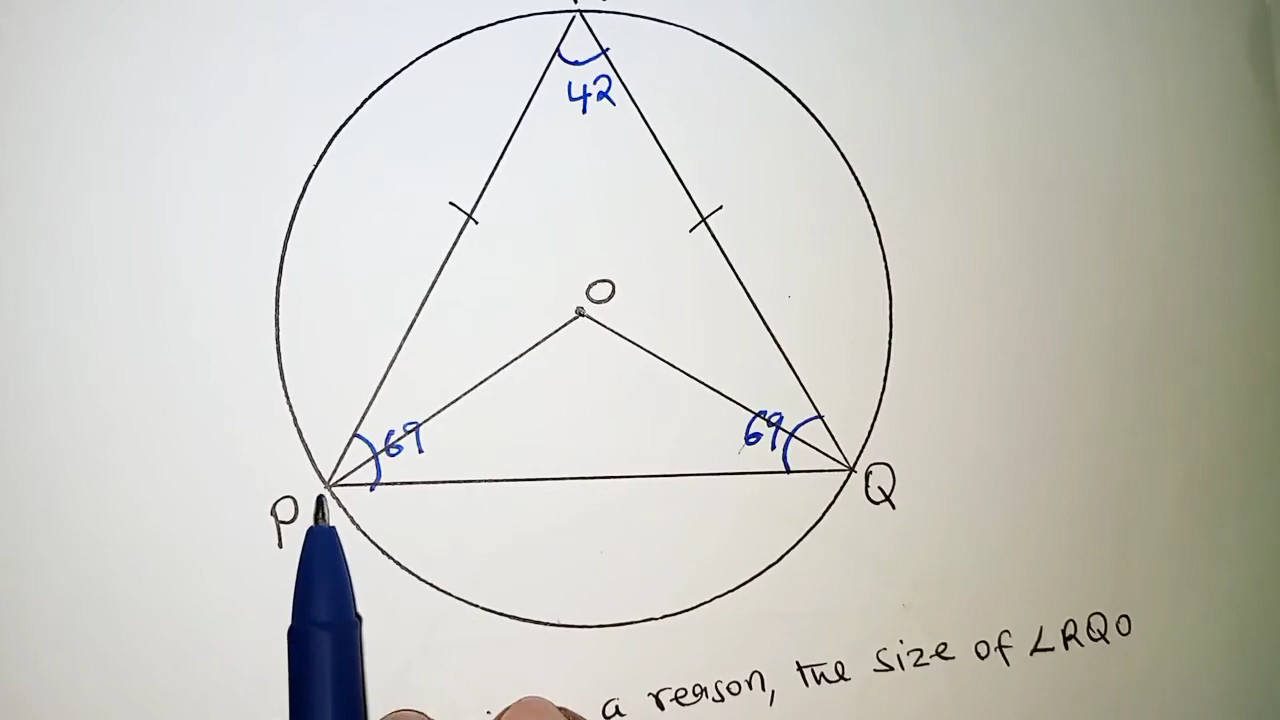 42
O
69
69
P
Q
a reason, the size of ∠RQO